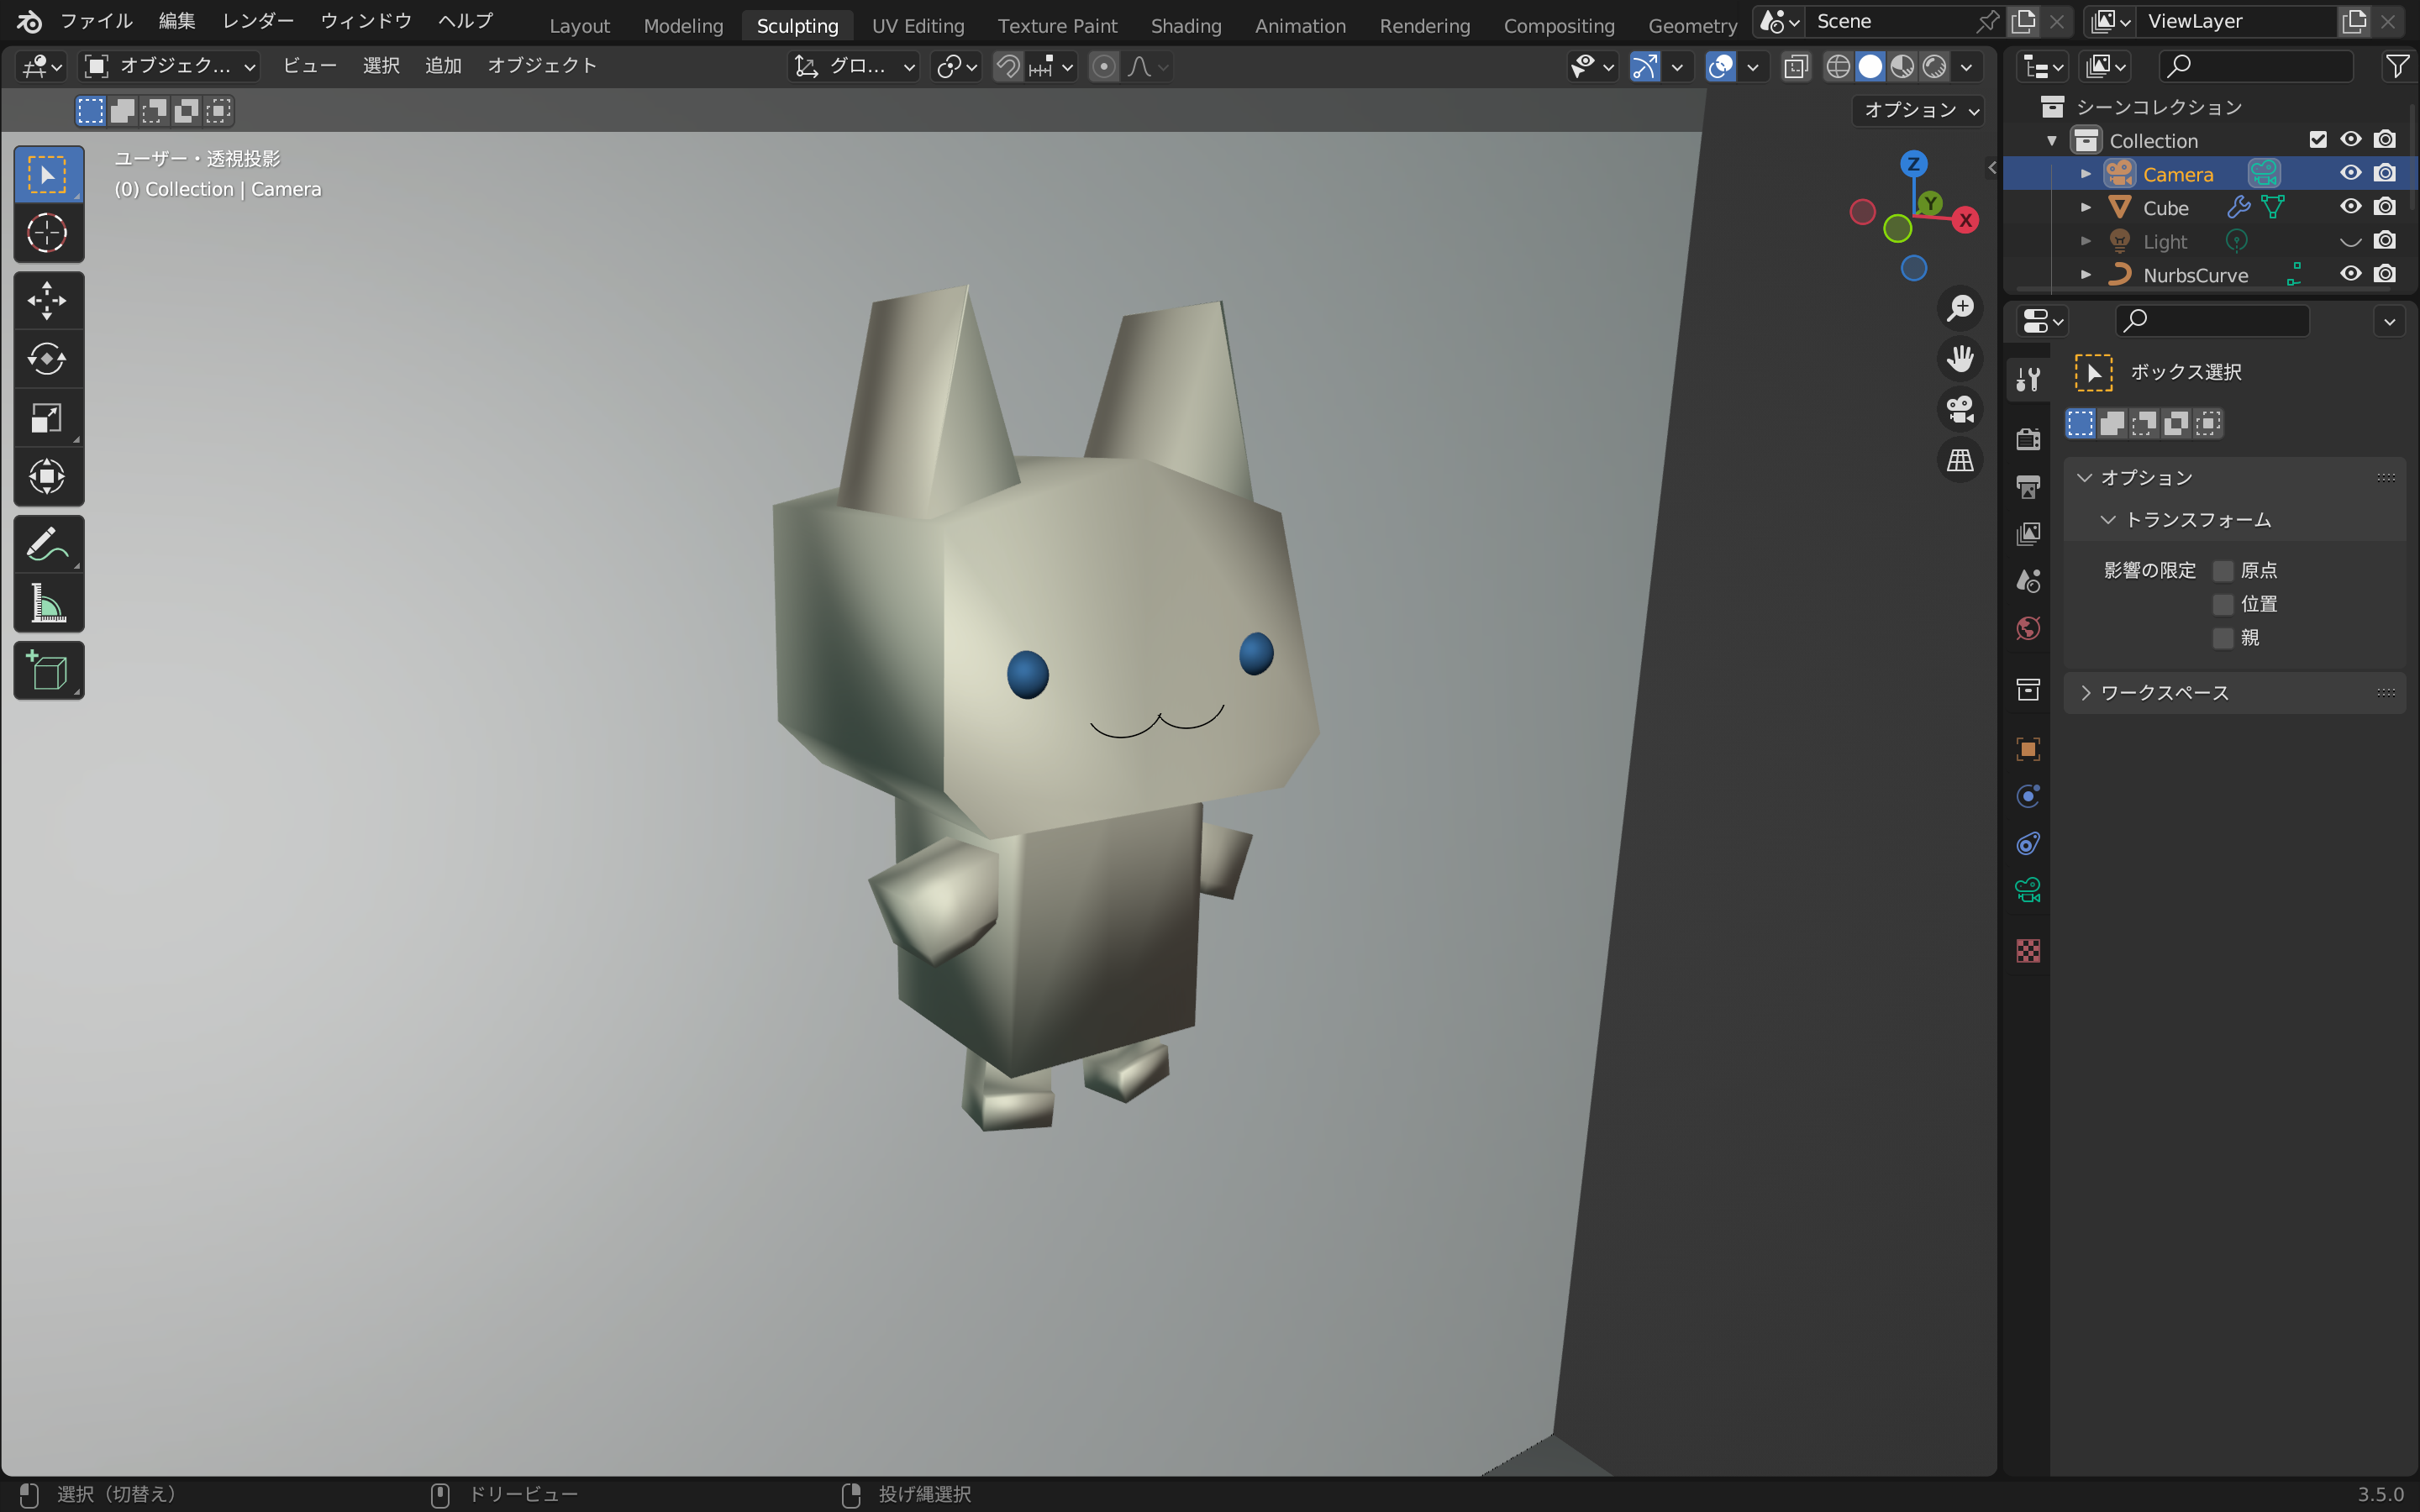 ファイル 編集 レンダー ウィンドウ ヘルプ Layout Modeling Sculpting UV Editing Texture Paint Shading Animation Rendering Compositing Geometry Scene ViewLayer
オブジェク... ビュー 選択 追加 オブジェクト グロ...
オプション
ユーザー・透視投影
(0) Collection | Camera
Z
Y
X
シーンコレクション
Collection
Camera
Cube
Light
NurbsCurve
ボックス選択
オプション
トランスフォーム
影響の限定 原点
位置
親
ワークスペース
選択（切替え） ドリービュー 投げ縄選択 3.5.0